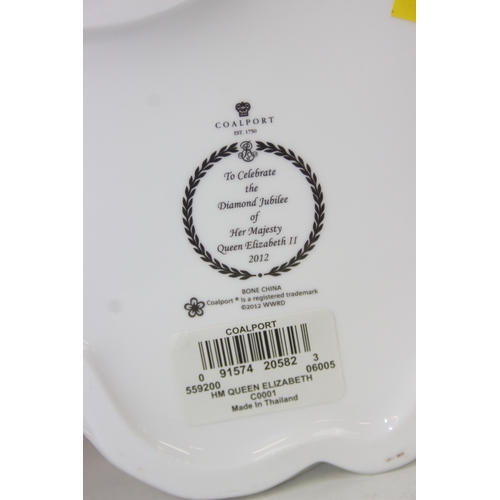 COALPORT
EST. 1750
To Celebrate
the
Diamond Jubilee
of
Her Majesty
Queen Elizabeth II
2012
BONE CHINA
Coalport ® is a registered trademark
©2012 WWRD
COALPORT
0 91574 20582 3
559200 06005
HM QUEEN ELIZABETH
C0001
Made In Thailand